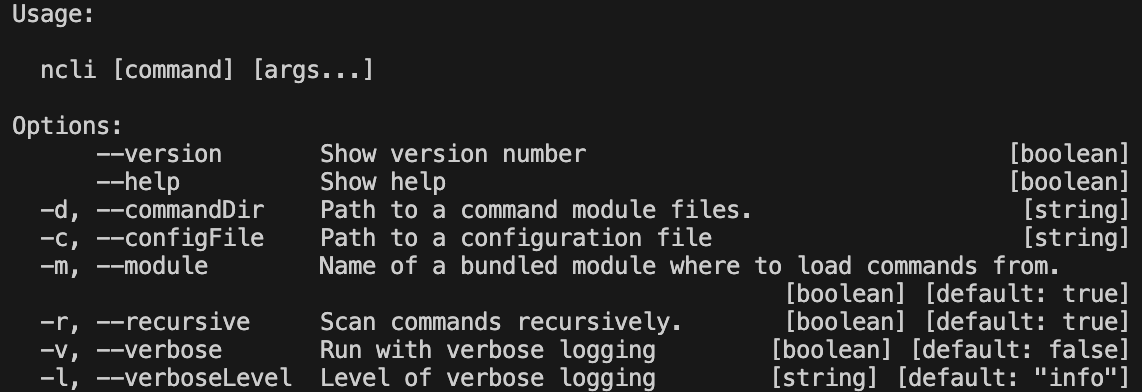 Usage:
ncli [command] [args...]
Options:
--version Show version number [boolean]
--help Show help [boolean]
-d, --commandDir Path to a command module files. [string]
-c, --configFile Path to a configuration file [string]
-m, --module Name of a bundled module where to load commands from.
[boolean] [default: true]
-r, --recursive Scan commands recursively. [boolean] [default: true]
-v, --verbose Run with verbose logging [boolean] [default: false]
-l, --verboseLevel Level of verbose logging [string] [default: "info"]